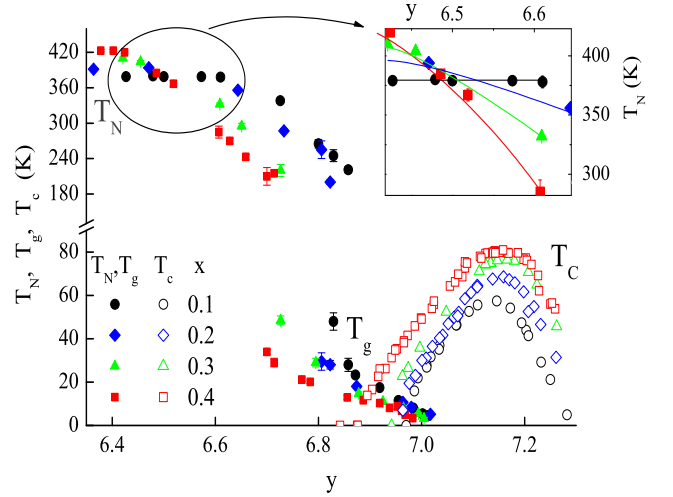 y
6.5
6.6
400
350
300
T_N (K)
420
360
300
240
180
80
60
40
20
0
T_N, T_g, T_c (K)
T_N
T_g
T_C
T_N,T_g T_c x
0.1
0.2
0.3
0.4
6.4 6.6 6.8 7.0 7.2
y